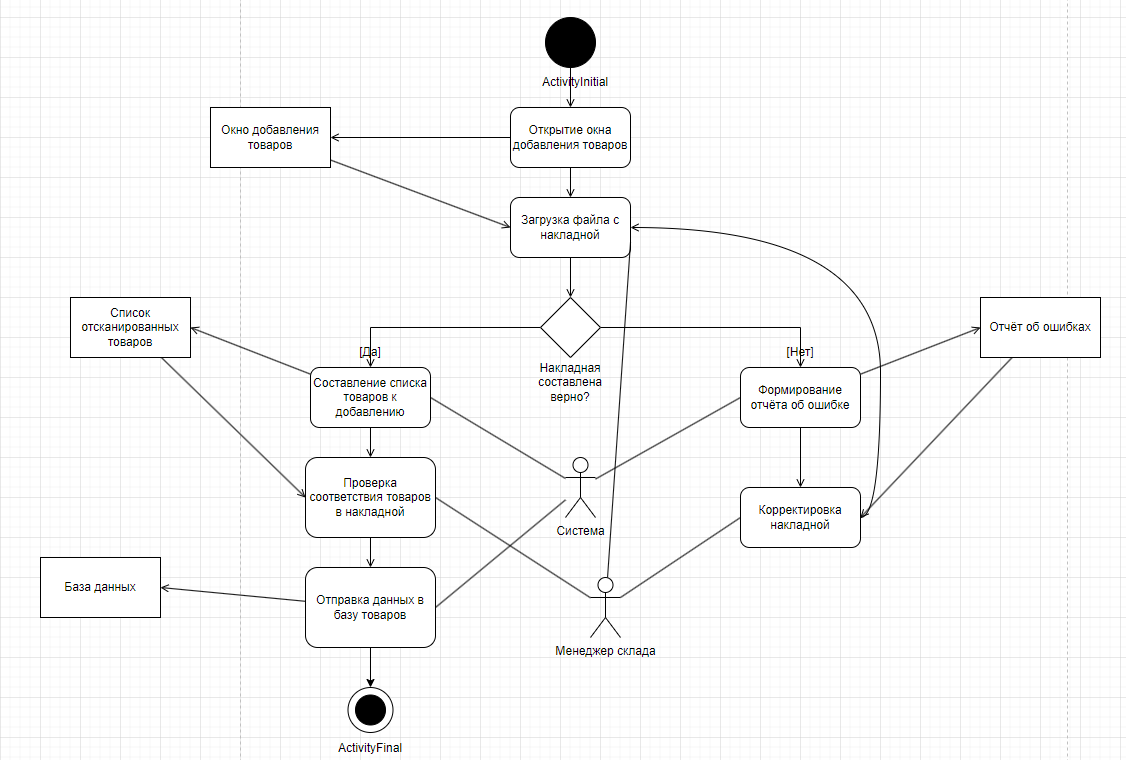 ActivityInitial
Окно добавления
товаров
Открытие окна
добавления товаров
Загрузка файла с
накладной
Список
отсканированных
товаров
Отчёт об ошибках
[Да]
[Нет]
Накладная
составлена
верно?
Составление списка
товаров к
добавлению
Формирование
отчёта об ошибке
Проверка
соответствия товаров
в накладной
Система
Корректировка
накладной
База данных
Отправка данных в
базу товаров
Менеджер склада
ActivityFinal